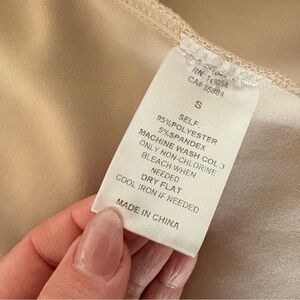 S
SELF:
95%POLYESTER
5%SPANDEX
MACHINE WASH COLD
ONLY NON-CHLORINE
BLEACH WHEN
NEEDED
DRY FLAT
COOL IRON IF NEEDED
MADE IN CHINA